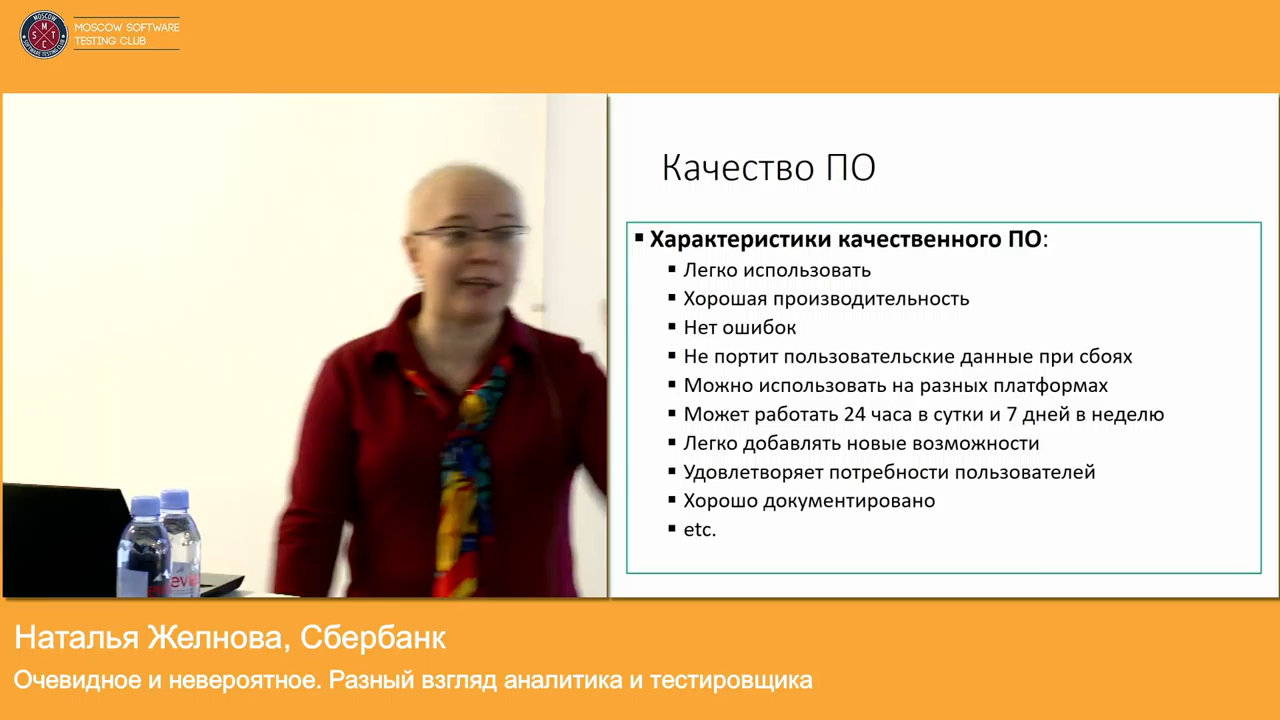 MOSCOW SOFTWARE
TESTING CLUB
Качество ПО
Характеристики качественного ПО:
Легко использовать
Хорошая производительность
Нет ошибок
Не портит пользовательские данные при сбоях
Можно использовать на разных платформах
Может работать 24 часа в сутки и 7 дней в неделю
Легко добавлять новые возможности
Удовлетворяет потребности пользователей
Хорошо документировано
etc.
Наталья Желнова, Сбербанк
Очевидное и невероятное. Разный взгляд аналитика и тестировщика